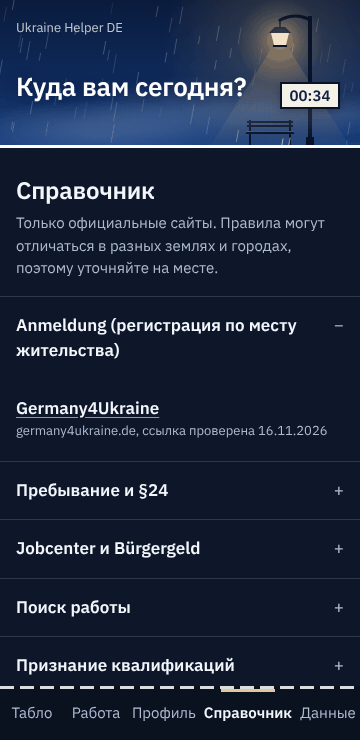 Ukraine Helper DE
Куда вам сегодня?
00:34
Справочник
Только официальные сайты. Правила могут
отличаться в разных землях и городах,
поэтому уточняйте на месте.
Anmeldung (регистрация по месту
жительства)
−
Germany4Ukraine
germany4ukraine.de, ссылка проверена 16.11.2026
Пребывание и §24
+
Jobcenter и Bürgergeld
+
Поиск работы
+
Признание квалификаций
+
Табло Работа Профиль Справочник Данные